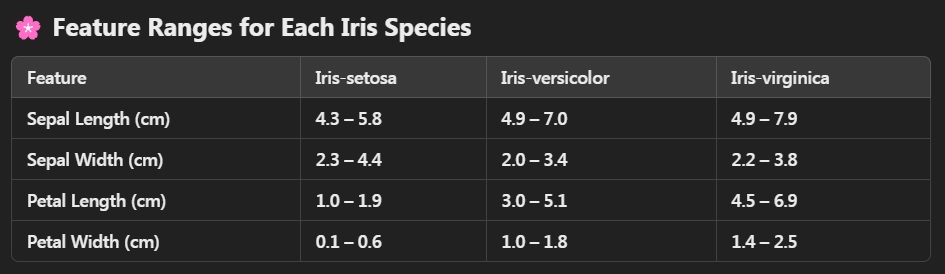 🌸 Feature Ranges for Each Iris Species
Feature Iris-setosa Iris-versicolor Iris-virginica
Sepal Length (cm) 4.3 – 5.8 4.9 – 7.0 4.9 – 7.9
Sepal Width (cm) 2.3 – 4.4 2.0 – 3.4 2.2 – 3.8
Petal Length (cm) 1.0 – 1.9 3.0 – 5.1 4.5 – 6.9
Petal Width (cm) 0.1 – 0.6 1.0 – 1.8 1.4 – 2.5